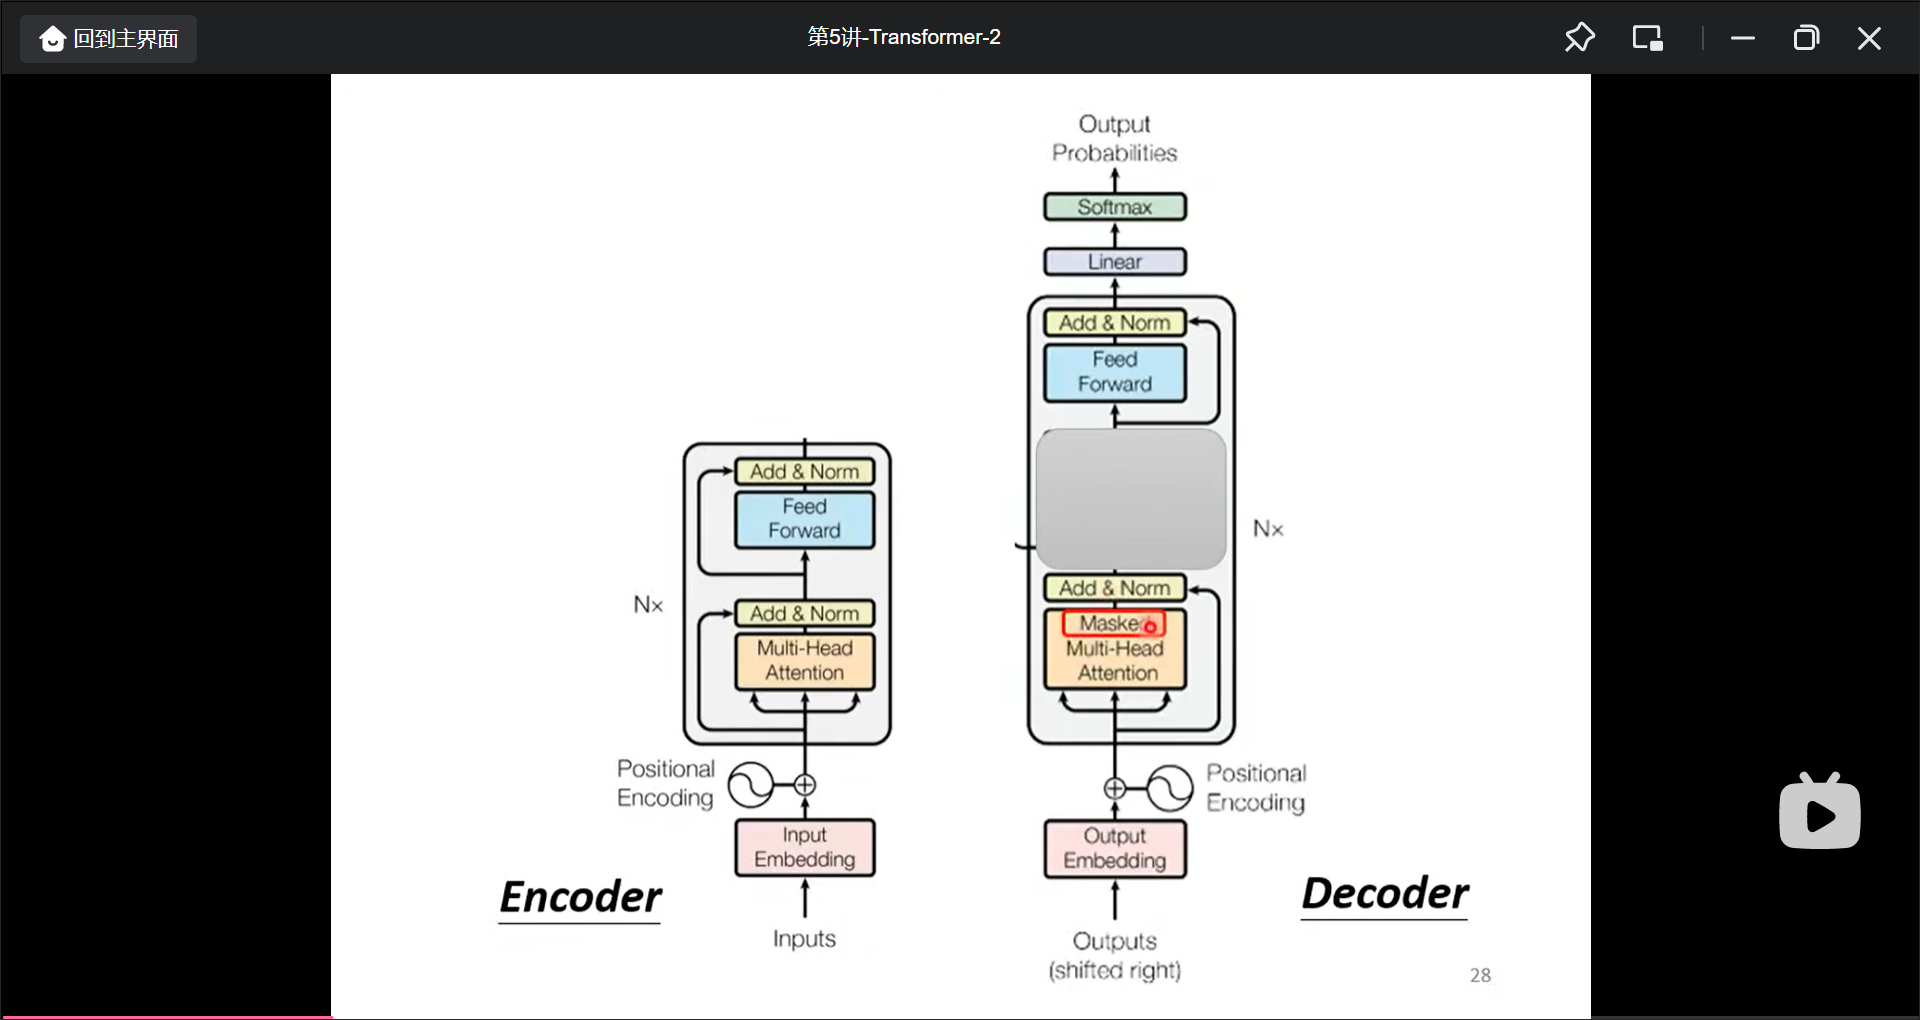 回到主界面
第5讲-Transformer-2
Output
Probabilities
Softmax
Linear
Add & Norm
Feed
Forward
Nx
Add & Norm
Masked
Multi-Head
Attention
Positional
Encoding
Output
Embedding
Outputs
(shifted right)
Decoder
Add & Norm
Feed
Forward
Nx
Add & Norm
Multi-Head
Attention
Positional
Encoding
Input
Embedding
Inputs
Encoder
28